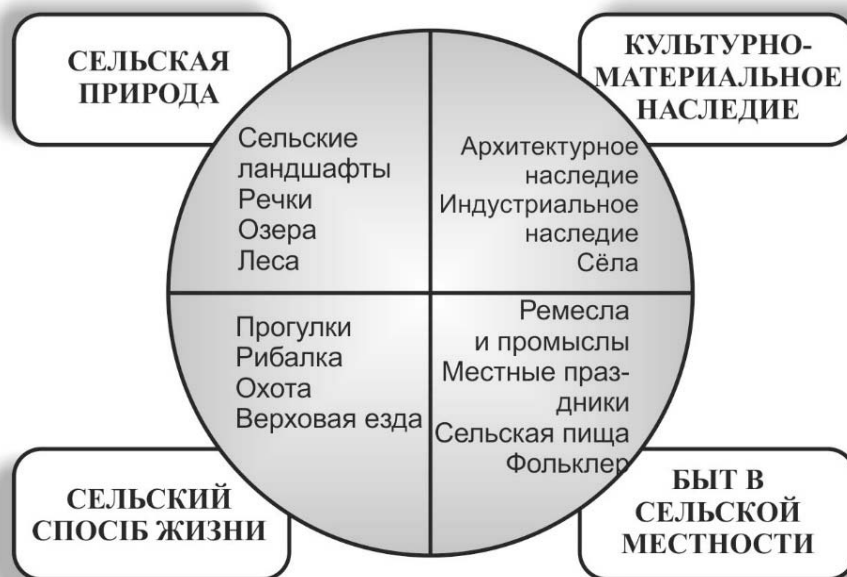 СЕЛЬСКАЯ
ПРИРОДА
КУЛЬТУРНО-
МАТЕРИАЛЬНОЕ
НАСЛЕДИЕ
Сельские
ландшафты
Речки
Озера
Леса
Архитектурное
наследие
Индустриальное
наследие
Сёла
Прогулки
Рибалка
Охота
Верховая езда
Ремесла
и промыслы
Местные праз-
дники
Сельская пища
Фольклер
СЕЛЬСКИЙ
СПОСІБ ЖИЗНИ
БЫТ В
СЕЛЬСКОЙ
МЕСТНОСТИ